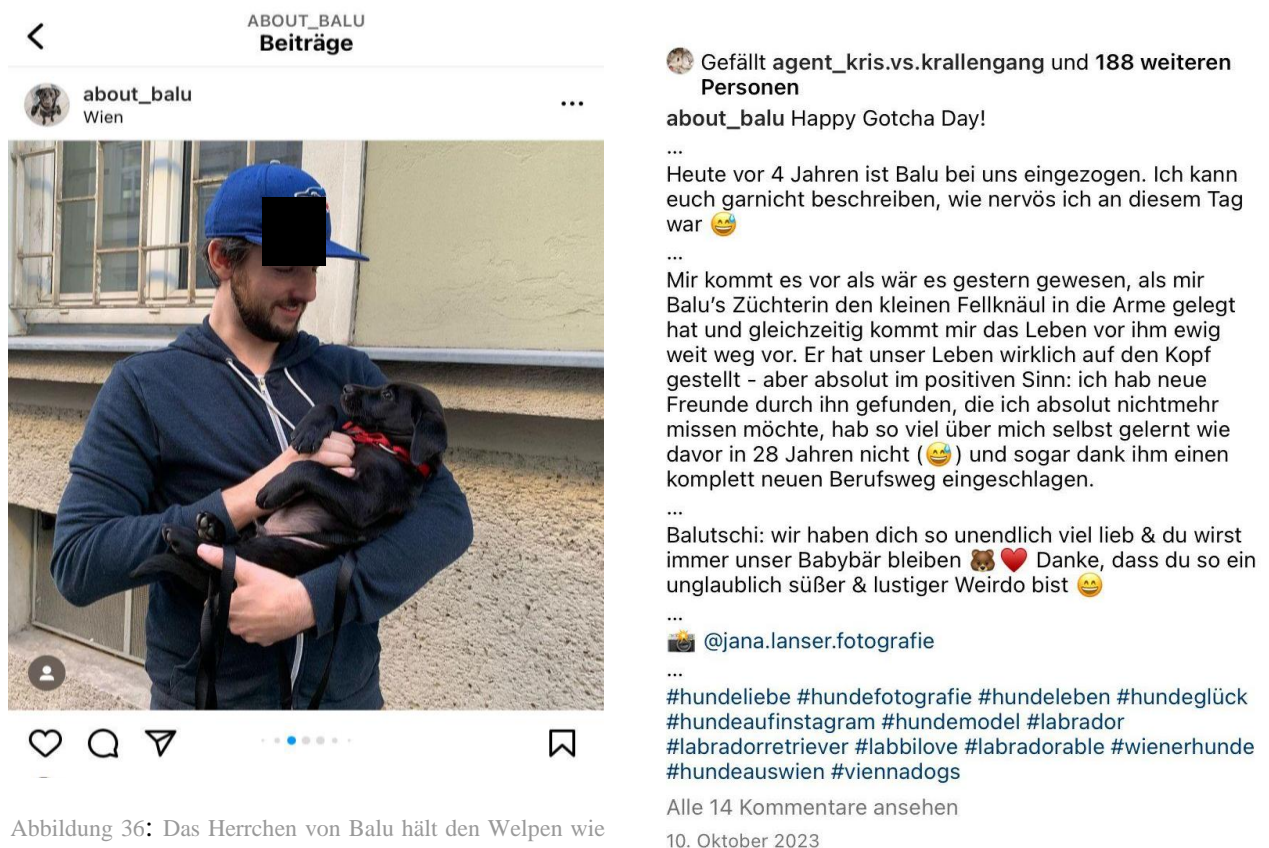 ABOUT_BALU
Beiträge
about_balu
Wien
Abbildung 36: Das Herrchen von Balu hält den Welpen wie
Gefällt agent_kris.vs.krallengang und 188 weiteren
Personen
about_balu Happy Gotcha Day!
...
Heute vor 4 Jahren ist Balu bei uns eingezogen. Ich kann
euch garnicht beschreiben, wie nervös ich an diesem Tag
war 😅
...
Mir kommt es vor als wär es gestern gewesen, als mir
Balu’s Züchterin den kleinen Fellknäul in die Arme gelegt
hat und gleichzeitig kommt mir das Leben vor ihm ewig
weit weg vor. Er hat unser Leben wirklich auf den Kopf
gestellt - aber absolut im positiven Sinn: ich hab neue
Freunde durch ihn gefunden, die ich absolut nichtmehr
missen möchte, hab so viel über mich selbst gelernt wie
davor in 28 Jahren nicht (😅) und sogar dank ihm einen
komplett neuen Berufsweg eingeschlagen.
...
Balutschi: wir haben dich so unendlich viel lieb & du wirst
immer unser Babybär bleiben 🐻❤️ Danke, dass du so ein
unglaublich süßer & lustiger Weirdo bist 😄
...
📸 @jana.lanser.fotografie
...
#hundeliebe #hundefotografie #hundeleben #hundeglück
#hundeaufinstagram #hundemodel #labrador
#labradorretriever #labbilove #labradorable #wienerhunde
#hundeauswien #viennadogs
Alle 14 Kommentare ansehen
10. Oktober 2023